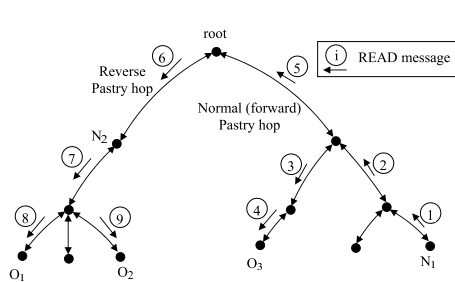 root
i READ message
6
5
Reverse
Pastry hop
Normal (forward)
Pastry hop
N2
7
3
2
4
8
9
1
O1
O2
O3
N1